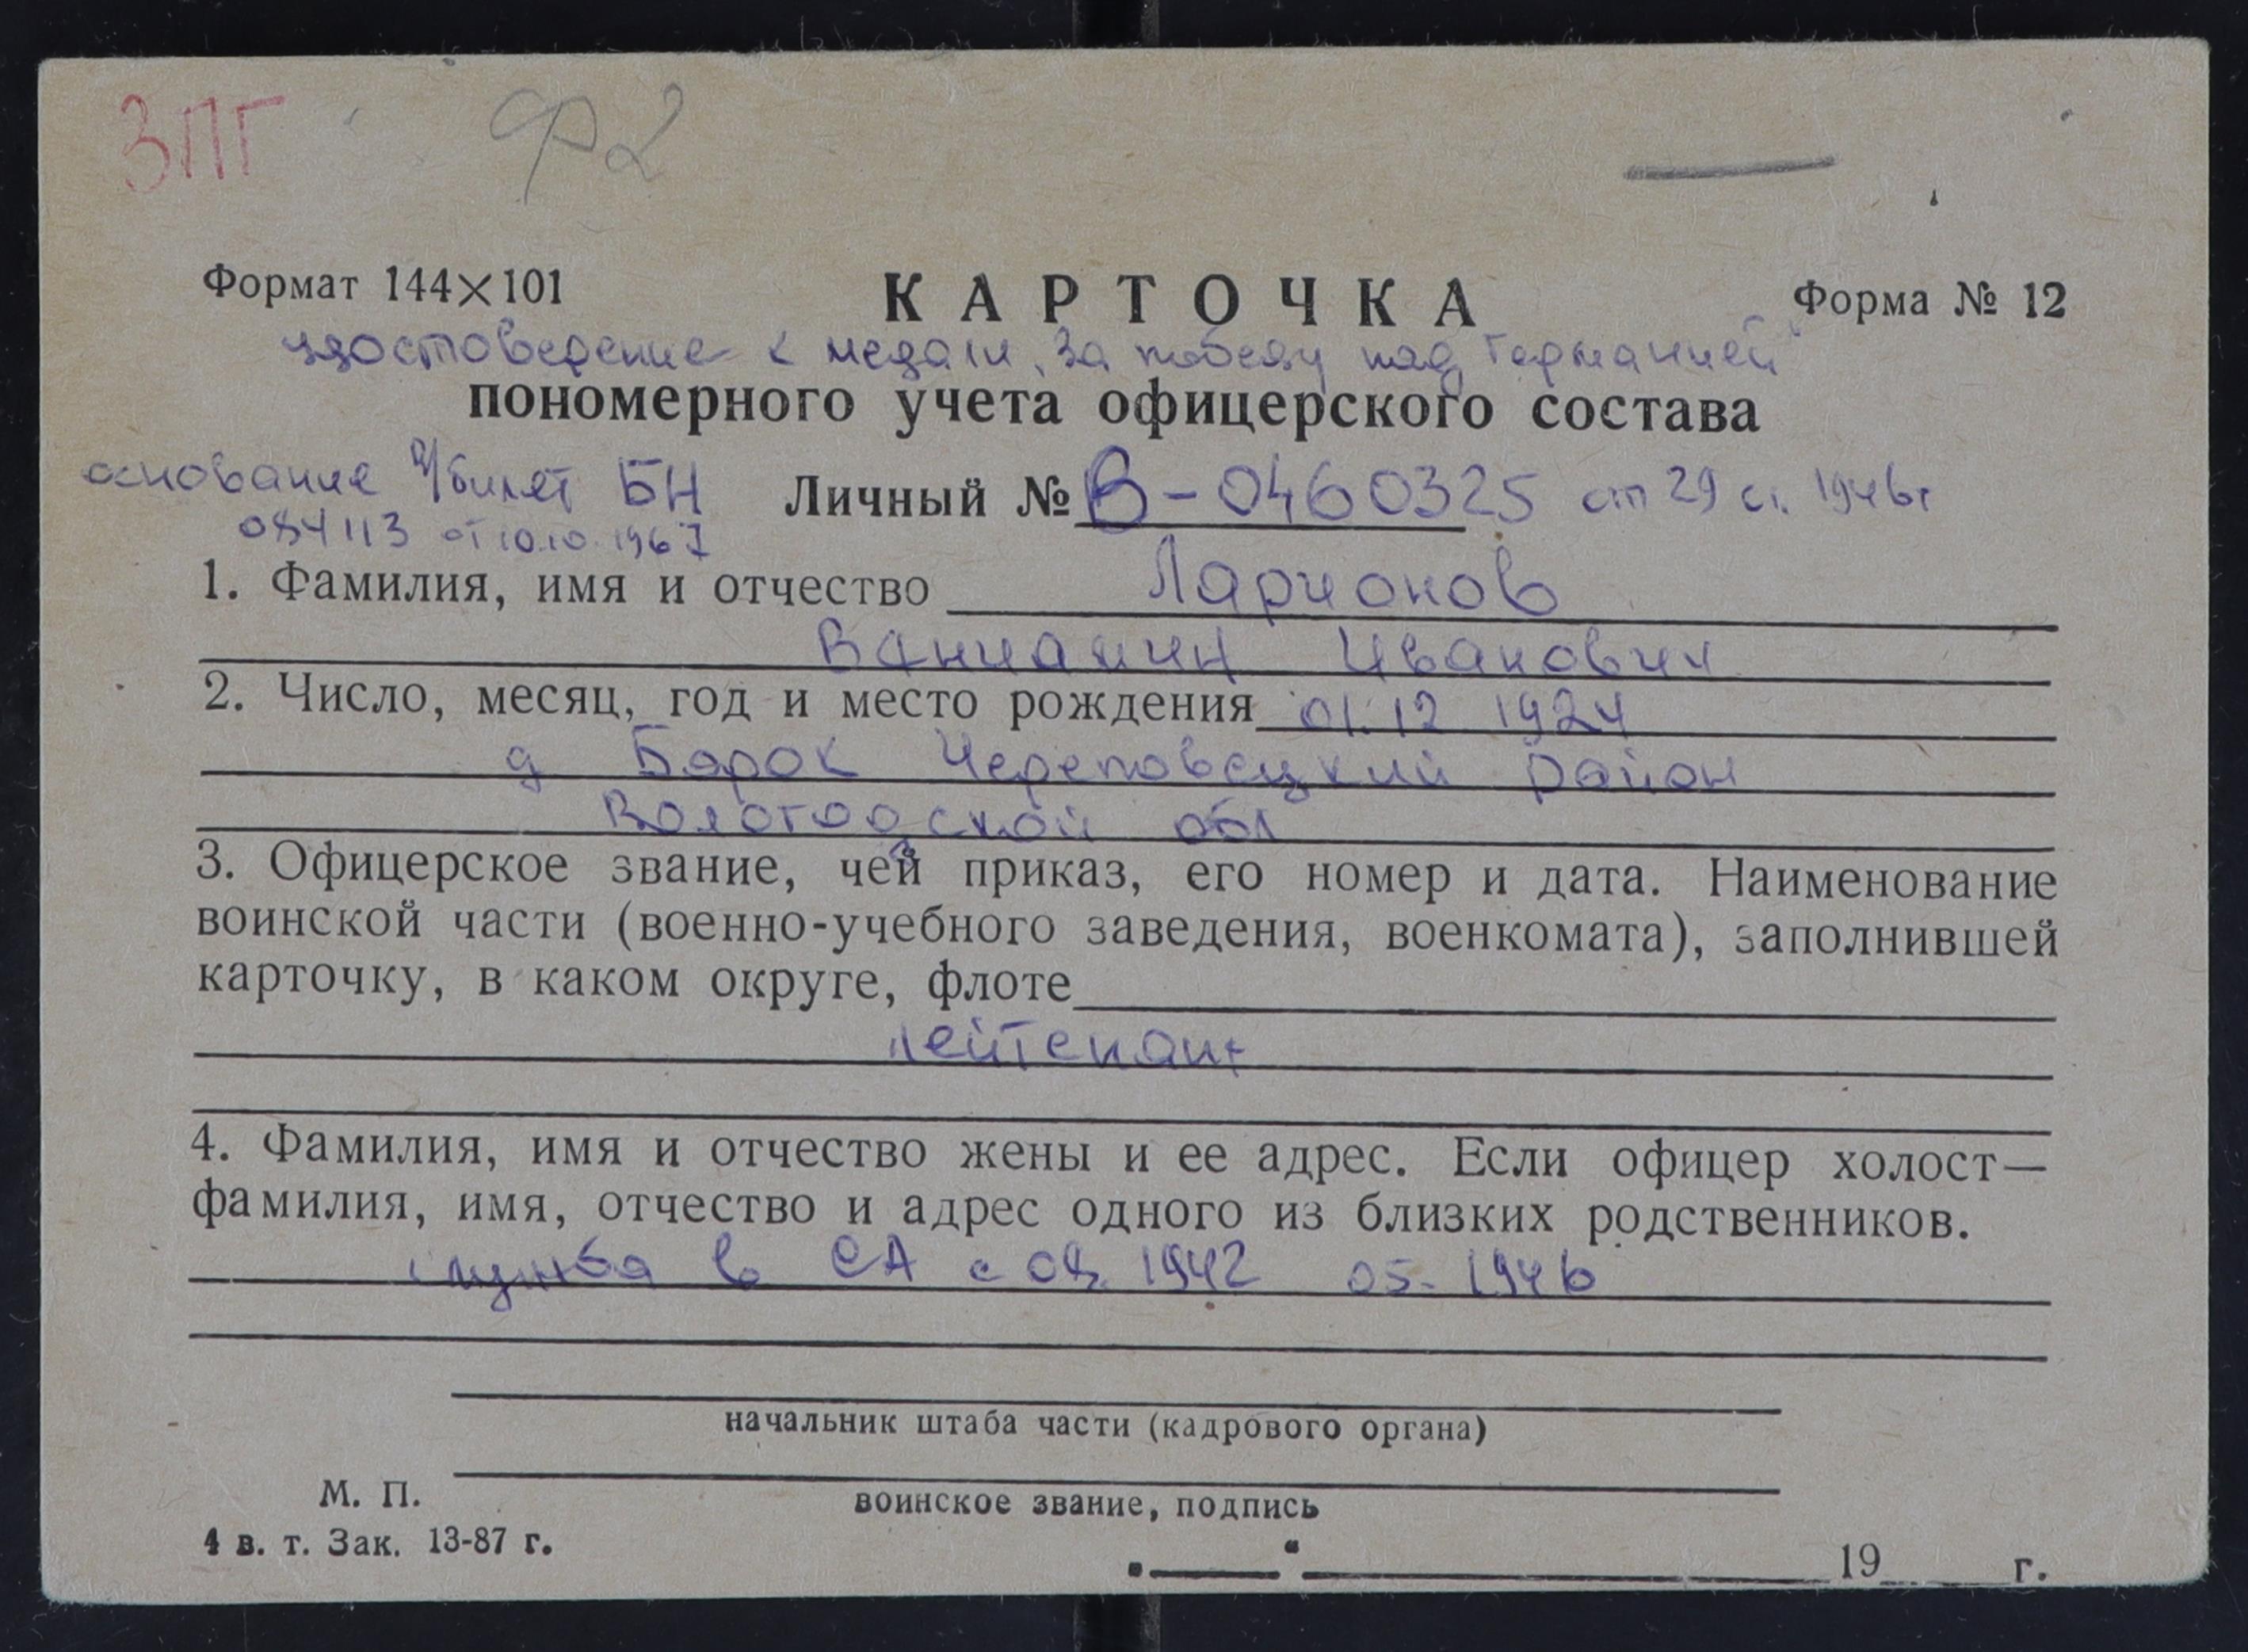 ЗПГ Ф2
Формат 144×101 КАРТОЧКА Форма № 12
удостоверение к медали „За победу над Германией"
пономерного учета офицерского состава
основание в/билет БН Личный № В-0460325 от 29 1946г
084113 от 10.10.1967
1. Фамилия, имя и отчество Ларионов
Ваниамин Иванович
2. Число, месяц, год и место рождения 01.12 1924
д Бярок Череповецкий район
Вологодской обл
3. Офицерское звание, чей приказ, его номер и дата. Наименование
воинской части (военно-учебного заведения, военкомата), заполнившей
карточку, в каком округе, флоте
лейтенант
4. Фамилия, имя и отчество жены и ее адрес. Если офицер холост—
фамилия, имя, отчество и адрес одного из близких родственников.
служба в СА с 08. 1942 05-1946
начальник штаба части (кадрового органа)
М. П.
воинское звание, подпись
4 в. т. Зак. 13-87 г.
„ “ 19 г.